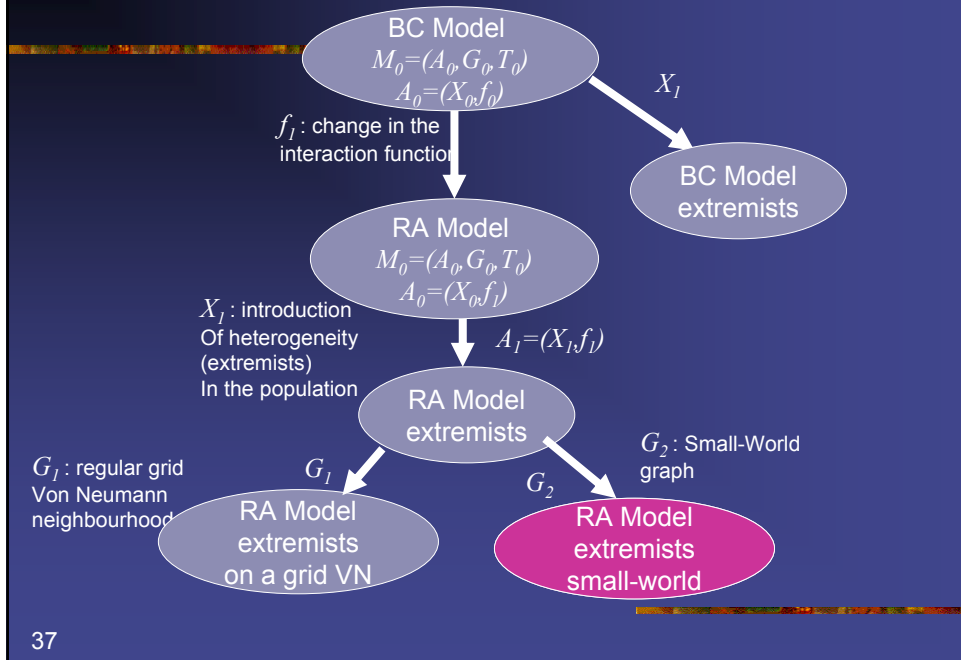 BC Model
M₀=(A₀,G₀,T₀)
A₀=(X₀,f₀)
X₁
f₁ : change in the
interaction function
BC Model
extremists
RA Model
M₀=(A₀,G₀,T₀)
A₀=(X₀,f₁)
X₁ : introduction
Of heterogeneity
(extremists)
In the population
A₁=(X₁,f₁)
RA Model
extremists
G₁ : regular grid
Von Neumann
neighbourhood
G₁
G₂
G₂ : Small-World
graph
RA Model
extremists
on a grid VN
RA Model
extremists
small-world
37